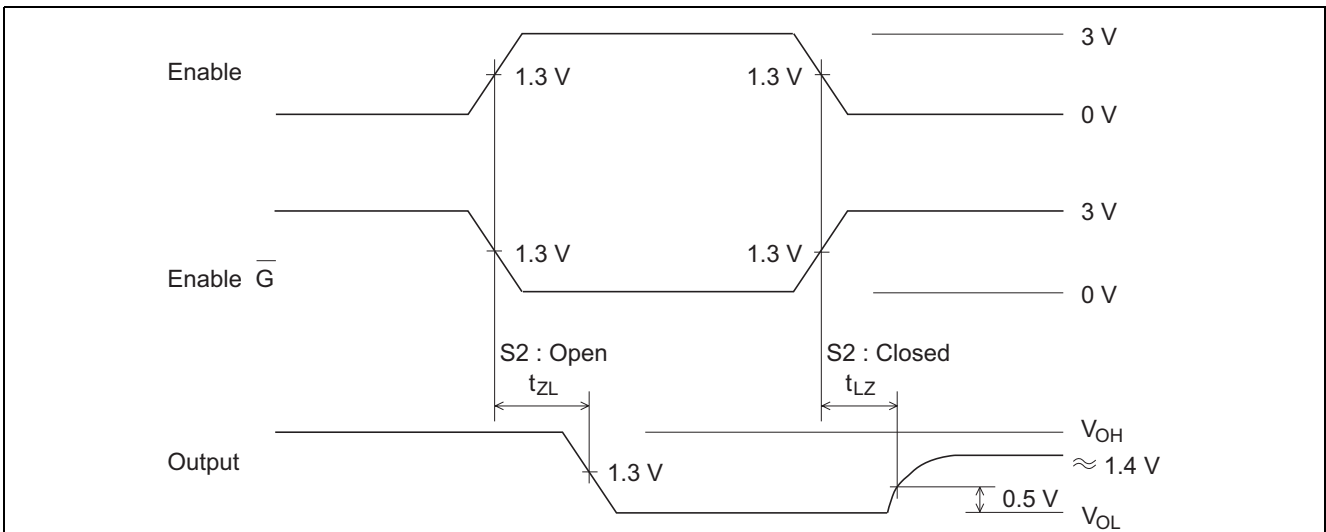 3 V
Enable
1.3 V
1.3 V
0 V
3 V
1.3 V
1.3 V
Enable G̅
0 V
S2 : Open
S2 : Closed
tZL
tLZ
VOH
Output
≈ 1.4 V
1.3 V
0.5 V
VOL